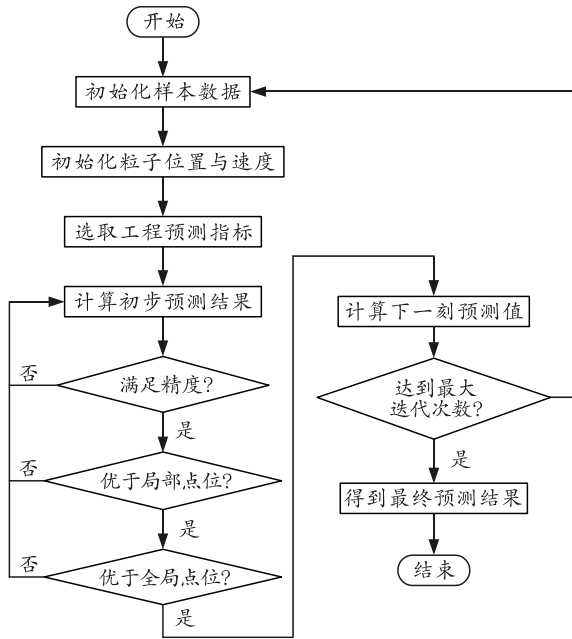 开始
初始化样本数据
初始化粒子位置与速度
选取工程预测指标
计算初步预测结果
满足精度?
否
是
优于局部点位?
否
是
优于全局点位?
否
是
计算下一刻预测值
达到最大
迭代次数?
是
得到最终预测结果
结束